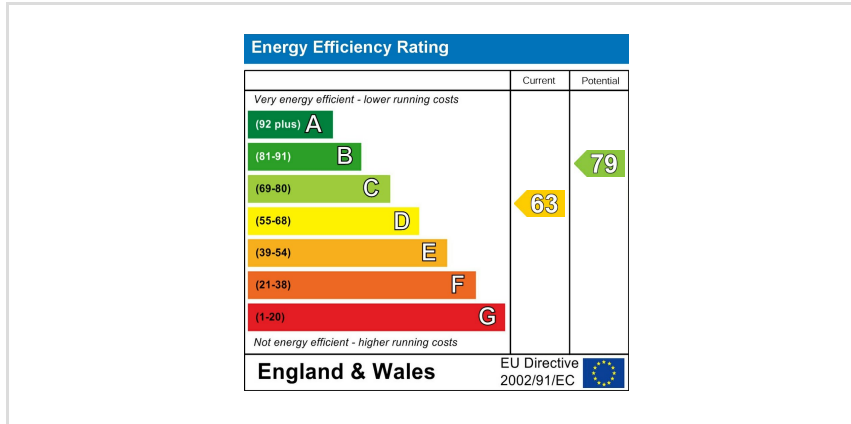 Energy Efficiency Rating
Current Potential
Very energy efficient - lower running costs
(92 plus) A
(81-91) B
79
(69-80) C
63
(55-68) D
(39-54) E
(21-38) F
(1-20) G
Not energy efficient - higher running costs
England & Wales
EU Directive
2002/91/EC